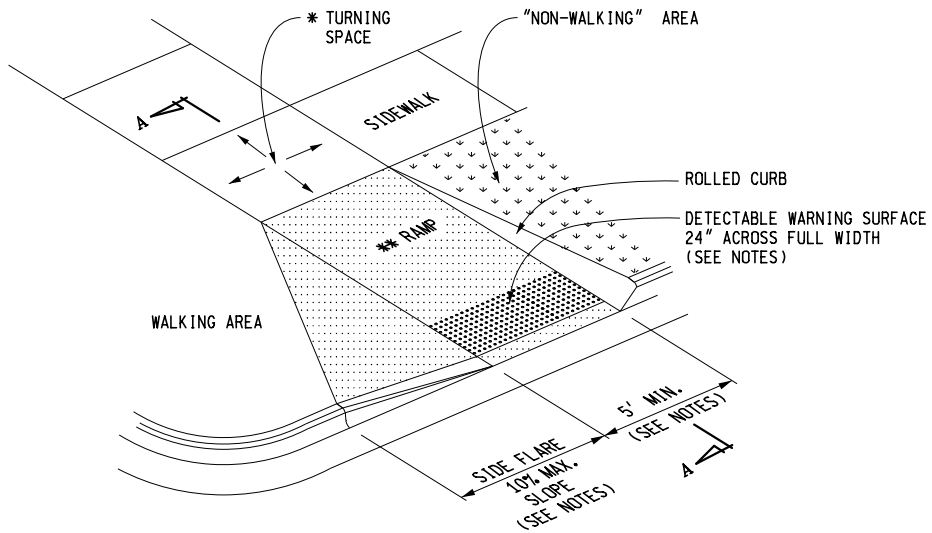 * TURNING
SPACE
"NON-WALKING" AREA
A
SIDEWALK
ROLLED CURB
** RAMP
DETECTABLE WARNING SURFACE
24" ACROSS FULL WIDTH
(SEE NOTES)
WALKING AREA
5' MIN.
(SEE NOTES)
SIDE FLARE
10% MAX.
SLOPE
(SEE NOTES)
A